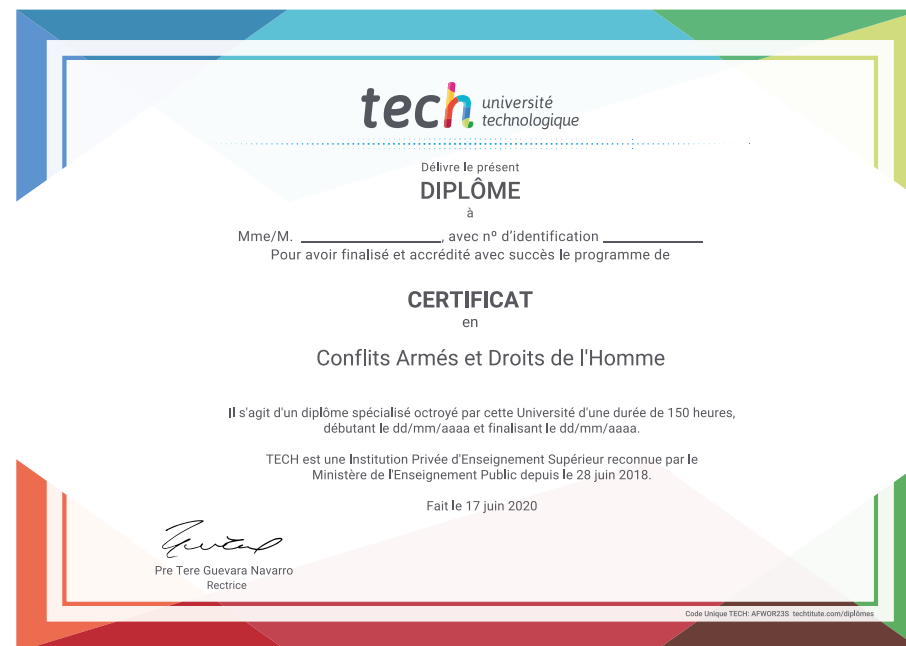 tech université
technologique
Délivre le présent
DIPLÔME
à
Mme/M. ____________, avec nº d'identification ____________
Pour avoir finalisé et accrédité avec succès le programme de
CERTIFICAT
en
Conflits Armés et Droits de l'Homme
Il s'agit d'un diplôme spécialisé octroyé par cette Université d'une durée de 150 heures,
débutant le dd/mm/aaaa et finalisant le dd/mm/aaaa.
TECH est une Institution Privée d'Enseignement Supérieur reconnue par le
Ministère de l'Enseignement Public depuis le 28 juin 2018.
Fait le 17 juin 2020
Pre Tere Guevara Navarro
Rectrice
Code Unique TECH: AFWOR23S techtitute.com/diplômes